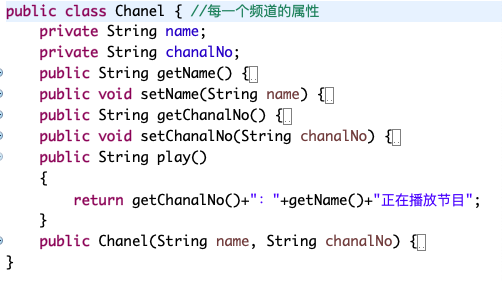 public class Chanel { //每一个频道的属性
private String name;
private String chanalNo;
public String getName() {
public void setName(String name) {
public String getChanalNo() {
public void setChanalNo(String chanalNo) {
public String play()
{
return getChanalNo()+"："+getName()+"正在播放节目";
}
public Chanel(String name, String chanalNo) {
}